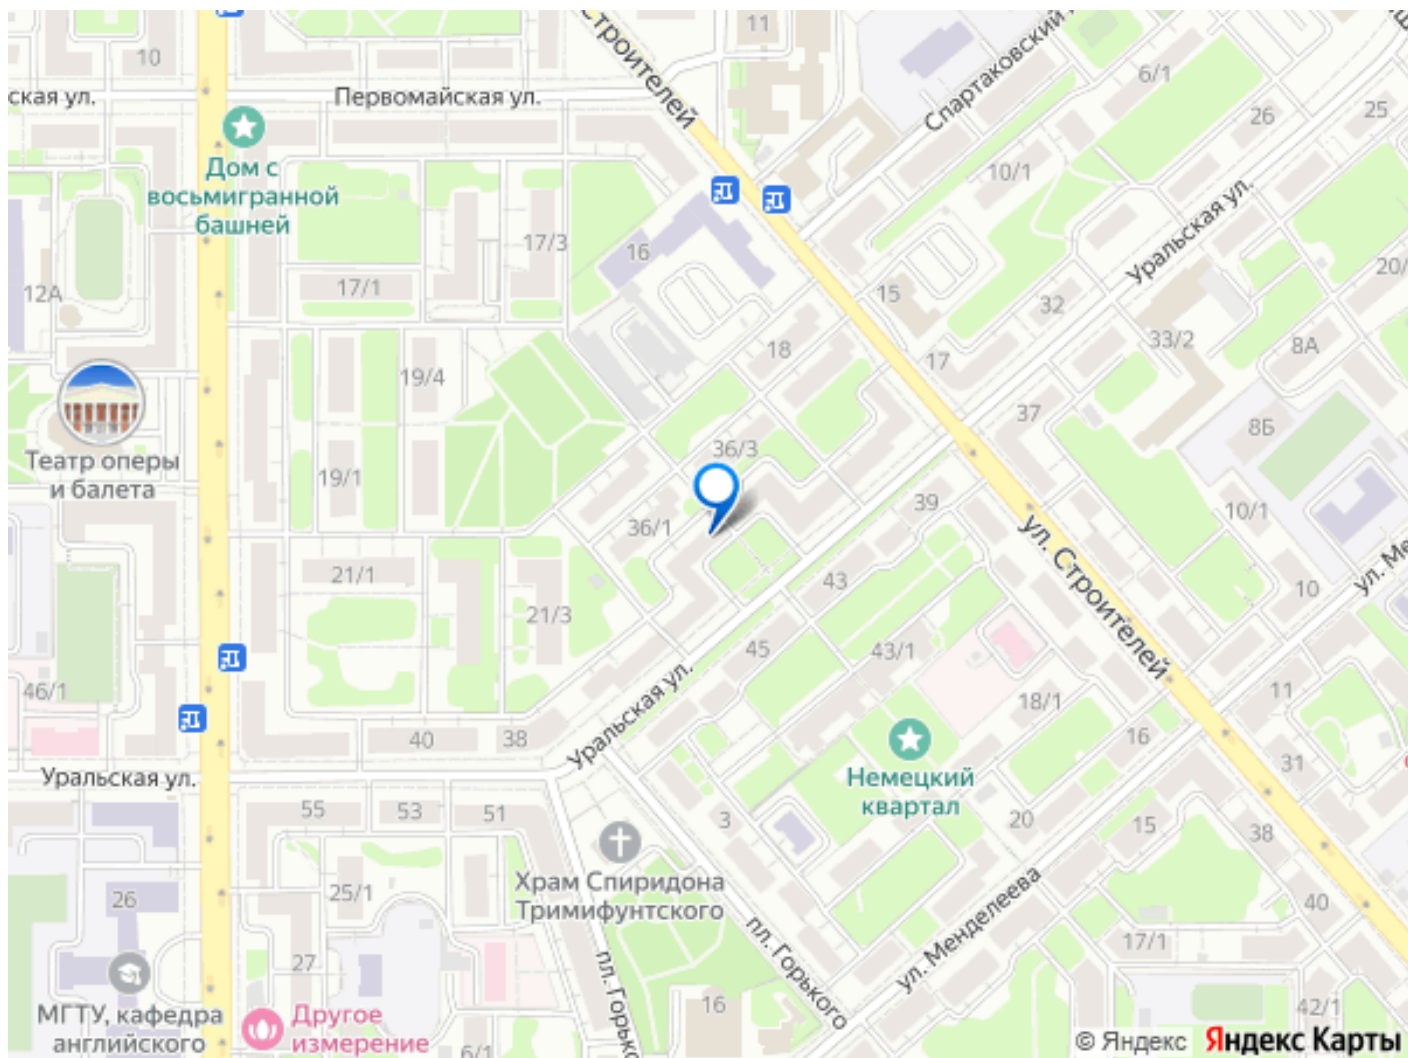 10
11
Строителей
Спартаковский
6/1
26
25
ская ул.
Первомайская ул.
Дом с
восьмигранной
башней
10/1
Уральская ул.
17/3
16
12А
17/1
15
32
20/
33/2
8А
18
17
19/4
37
8Б
36/3
Театр оперы
и балета
19/1
39
10/1
36/1
ул. Строителей
ул. Ме
21/1
43
10
21/3
45
43/1
46/1
Уральская ул.
18/1
11
40
38
16
Немецкий
квартал
31
Уральская ул.
55
53
51
3
20
15
38
Храм Спиридона
Тримифунтского
25/1
26
ул. Менделеева
40
пл. Горького
17/1
27
пл. Горько
МГТУ, кафедра
английского
Другое
измерение
16
42/1
6/1
© Яндекс Яндекс Карты